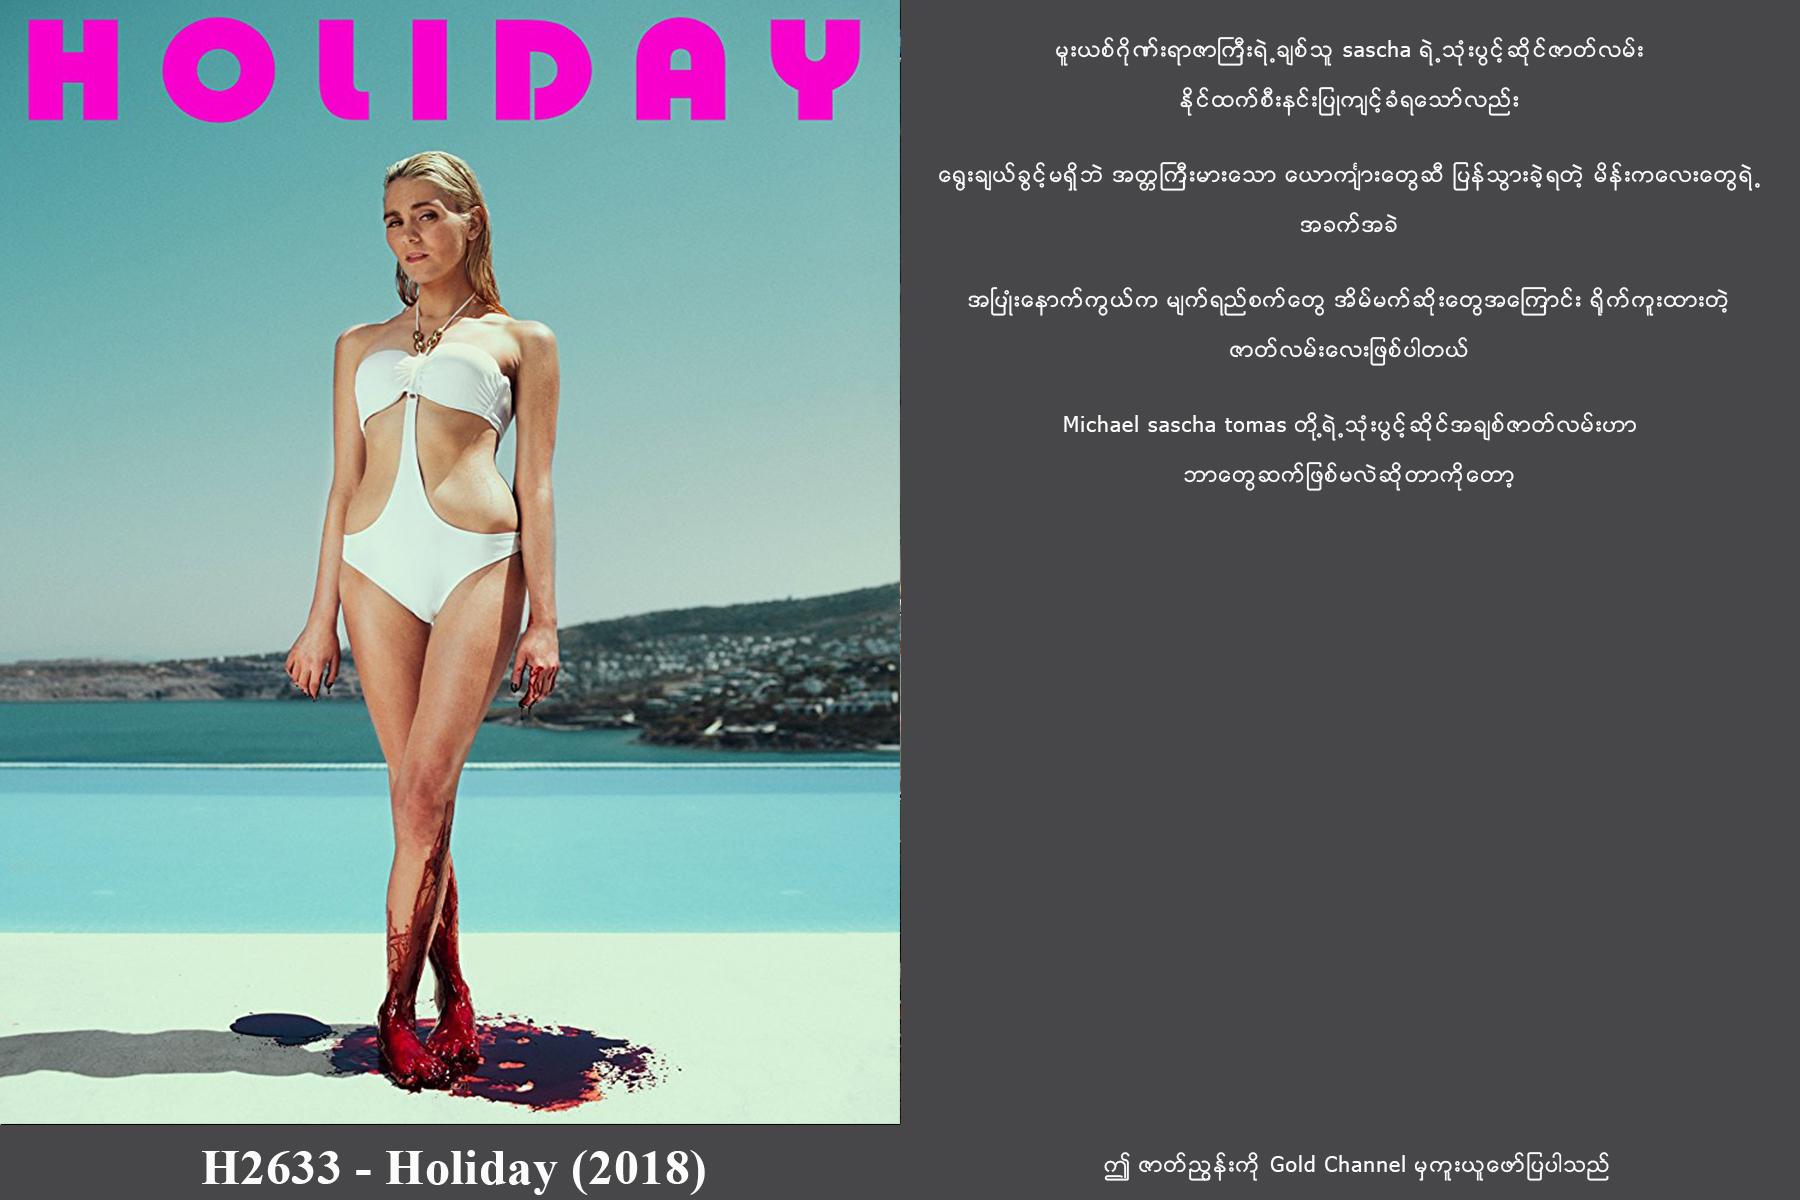 HOLIDAY
မူးယစ်ဂိုဏ်းရာဇာကြီးရဲ့ချစ်သူ sascha ရဲ့သုံးပွင့်ဆိုင်ဇာတ်လမ်း
နိုင်ထက်စီးနင်းပြုကျင့်ခံရသော်လည်း
ရွေးချယ်ခွင့်မရှိဘဲ အတ္တကြီးမားသော ယောကျ်ားတွေဆီ ပြန်သွားခဲ့ရတဲ့ မိန်းကလေးတွေရဲ့
အခက်အခဲ
အပြုံးနောက်ကွယ်က မျက်ရည်စက်တွေ အိမ်မက်ဆိုးတွေအကြောင်း ရိုက်ကူးထားတဲ့
ဇာတ်လမ်းလေးဖြစ်ပါတယ်
Michael sascha tomas တို့ရဲ့သုံးပွင့်ဆိုင်အချစ်ဇာတ်လမ်းဟာ
ဘာတွေဆက်ဖြစ်မလဲဆိုတာကိုတော့
H2633 - Holiday (2018)
ဤ ဇာတ်ညွှန်းကို Gold Channel မှကူးယူဖော်ပြပါသည်